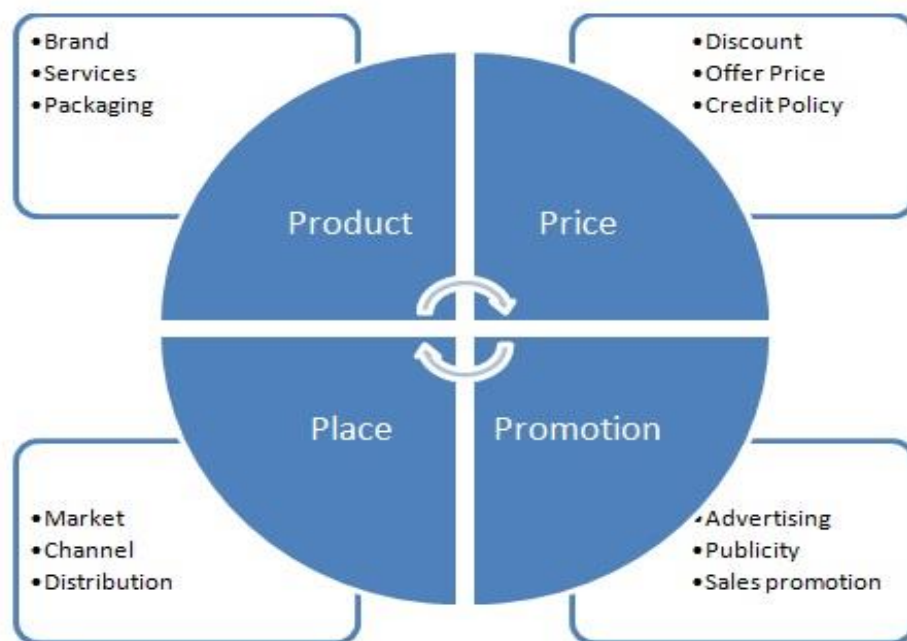 •Brand
•Services
•Packaging
•Discount
•Offer Price
•Credit Policy
Product
Price
Place
Promotion
•Market
•Channel
•Distribution
•Advertising
•Publicity
•Sales promotion